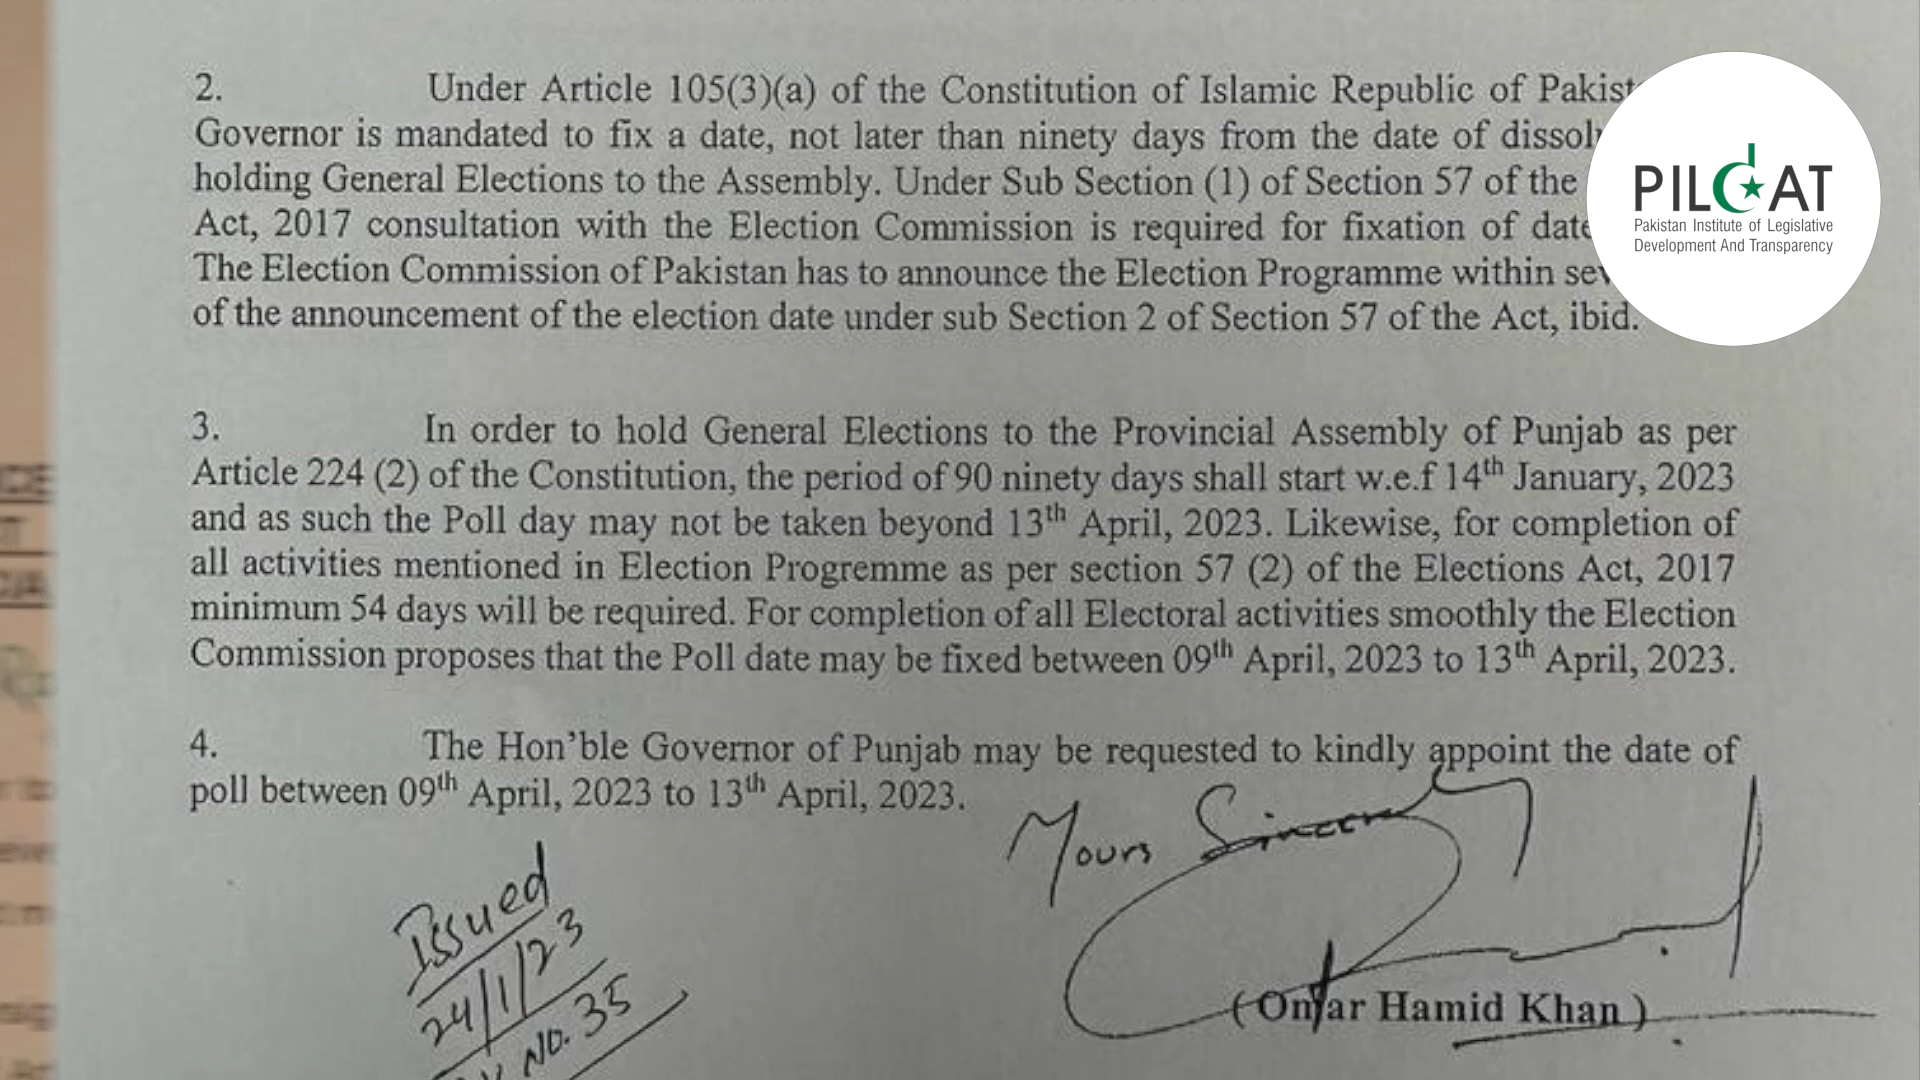 2. Under Article 105(3)(a) of the Constitution of Islamic Republic of
Governor is mandated to fix a date, not later than ninety days from the date of
holding General Elections to the Assembly. Under Sub Section (1) of Section 57 of the
Act, 2017 consultation with the Election Commission is required for fixation of
The Election Commission of Pakistan has to announce the Election Programme within
of the announcement of the election date under sub Section 2 of Section 57 of the Act, ibid.
PILDAT
Pakistan Institute of Legislative
Development And Transparency
3. In order to hold General Elections to the Provincial Assembly of Punjab as per
Article 224 (2) of the Constitution, the period of 90 ninety days shall start w.e.f 14th January, 2023
and as such the Poll day may not be taken beyond 13th April, 2023. Likewise, for completion of
all activities mentioned in Election Progremme as per section 57 (2) of the Elections Act, 2017
minimum 54 days will be required. For completion of all Electoral activities smoothly the Election
Commission proposes that the Poll date may be fixed between 09th April, 2023 to 13th April, 2023.
4. The Hon'ble Governor of Punjab may be requested to kindly appoint the date of
poll between 09th April, 2023 to 13th April, 2023.
Yours Sincerely
Issued
24/1/23
No. 35
(Omar Hamid Khan)